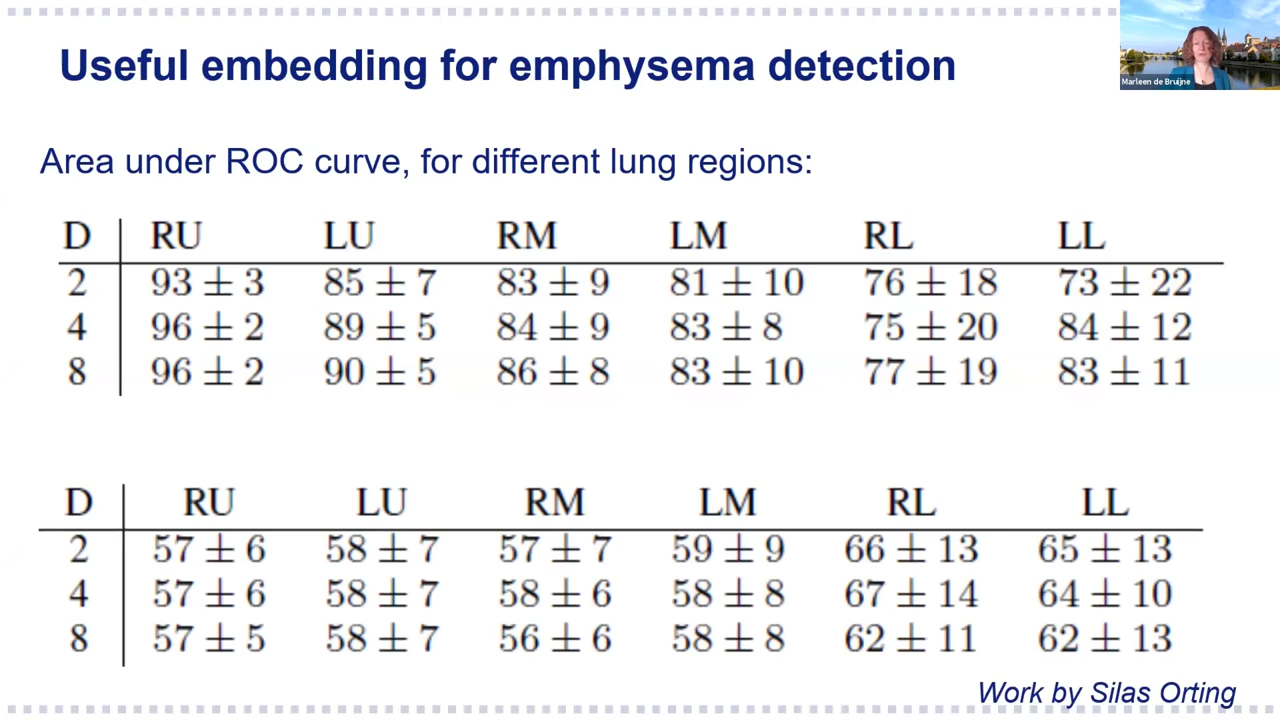 Useful embedding for emphysema detection
Marleen de Bruijne
Area under ROC curve, for different lung regions:
D RU LU RM LM RL LL
2 93 ± 3 85 ± 7 83 ± 9 81 ± 10 76 ± 18 73 ± 22
4 96 ± 2 89 ± 5 84 ± 9 83 ± 8 75 ± 20 84 ± 12
8 96 ± 2 90 ± 5 86 ± 8 83 ± 10 77 ± 19 83 ± 11
D RU LU RM LM RL LL
2 57 ± 6 58 ± 7 57 ± 7 59 ± 9 66 ± 13 65 ± 13
4 57 ± 6 58 ± 7 58 ± 6 58 ± 8 67 ± 14 64 ± 10
8 57 ± 5 58 ± 7 56 ± 6 58 ± 8 62 ± 11 62 ± 13
Work by Silas Orting